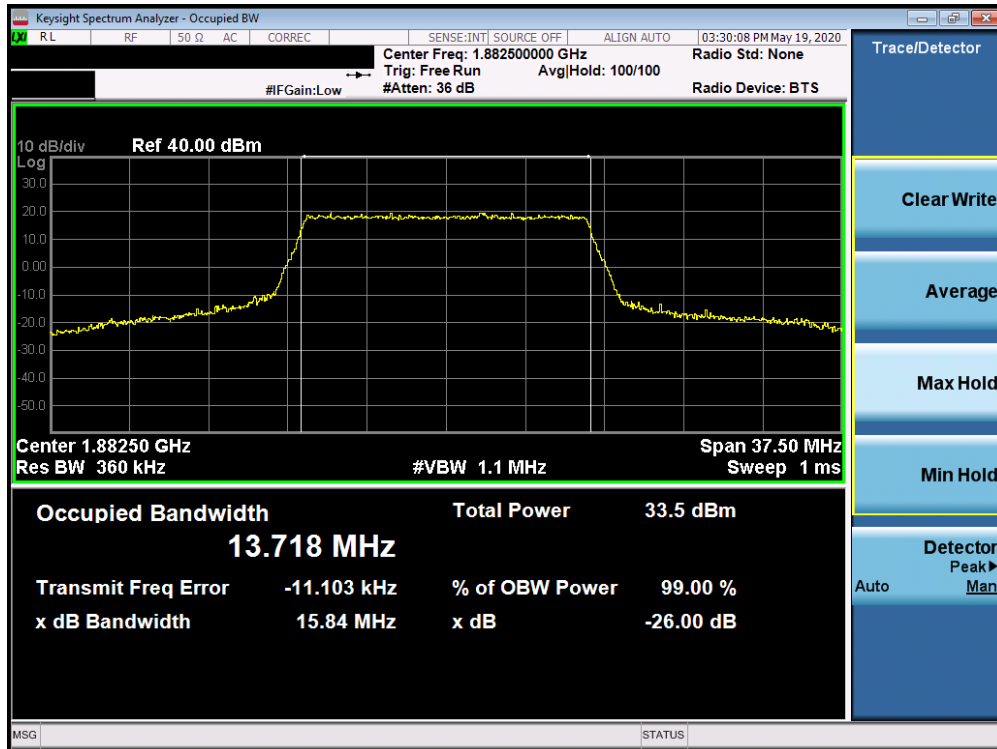 Keysight Spectrum Analyzer - Occupied BW
LXI RL RF 50 Ω AC CORREC SENSE:INT SOURCE OFF ALIGN AUTO 03:30:08 PM May 19, 2020
Center Freq: 1.882500000 GHz Radio Std: None
Trig: Free Run Avg|Hold: 100/100
#IFGain:Low #Atten: 36 dB Radio Device: BTS
10 dB/div Ref 40.00 dBm
Log
30.0
20.0
10.0
0.00
-10.0
-20.0
-30.0
-40.0
-50.0
Center 1.88250 GHz Span 37.50 MHz
Res BW 360 kHz #VBW 1.1 MHz Sweep 1 ms
Occupied Bandwidth Total Power 33.5 dBm
13.718 MHz
Transmit Freq Error -11.103 kHz % of OBW Power 99.00 %
x dB Bandwidth 15.84 MHz x dB -26.00 dB
MSG STATUS
Trace/Detector
Clear Write
Average
Max Hold
Min Hold
Detector
Peak▶
Auto Man